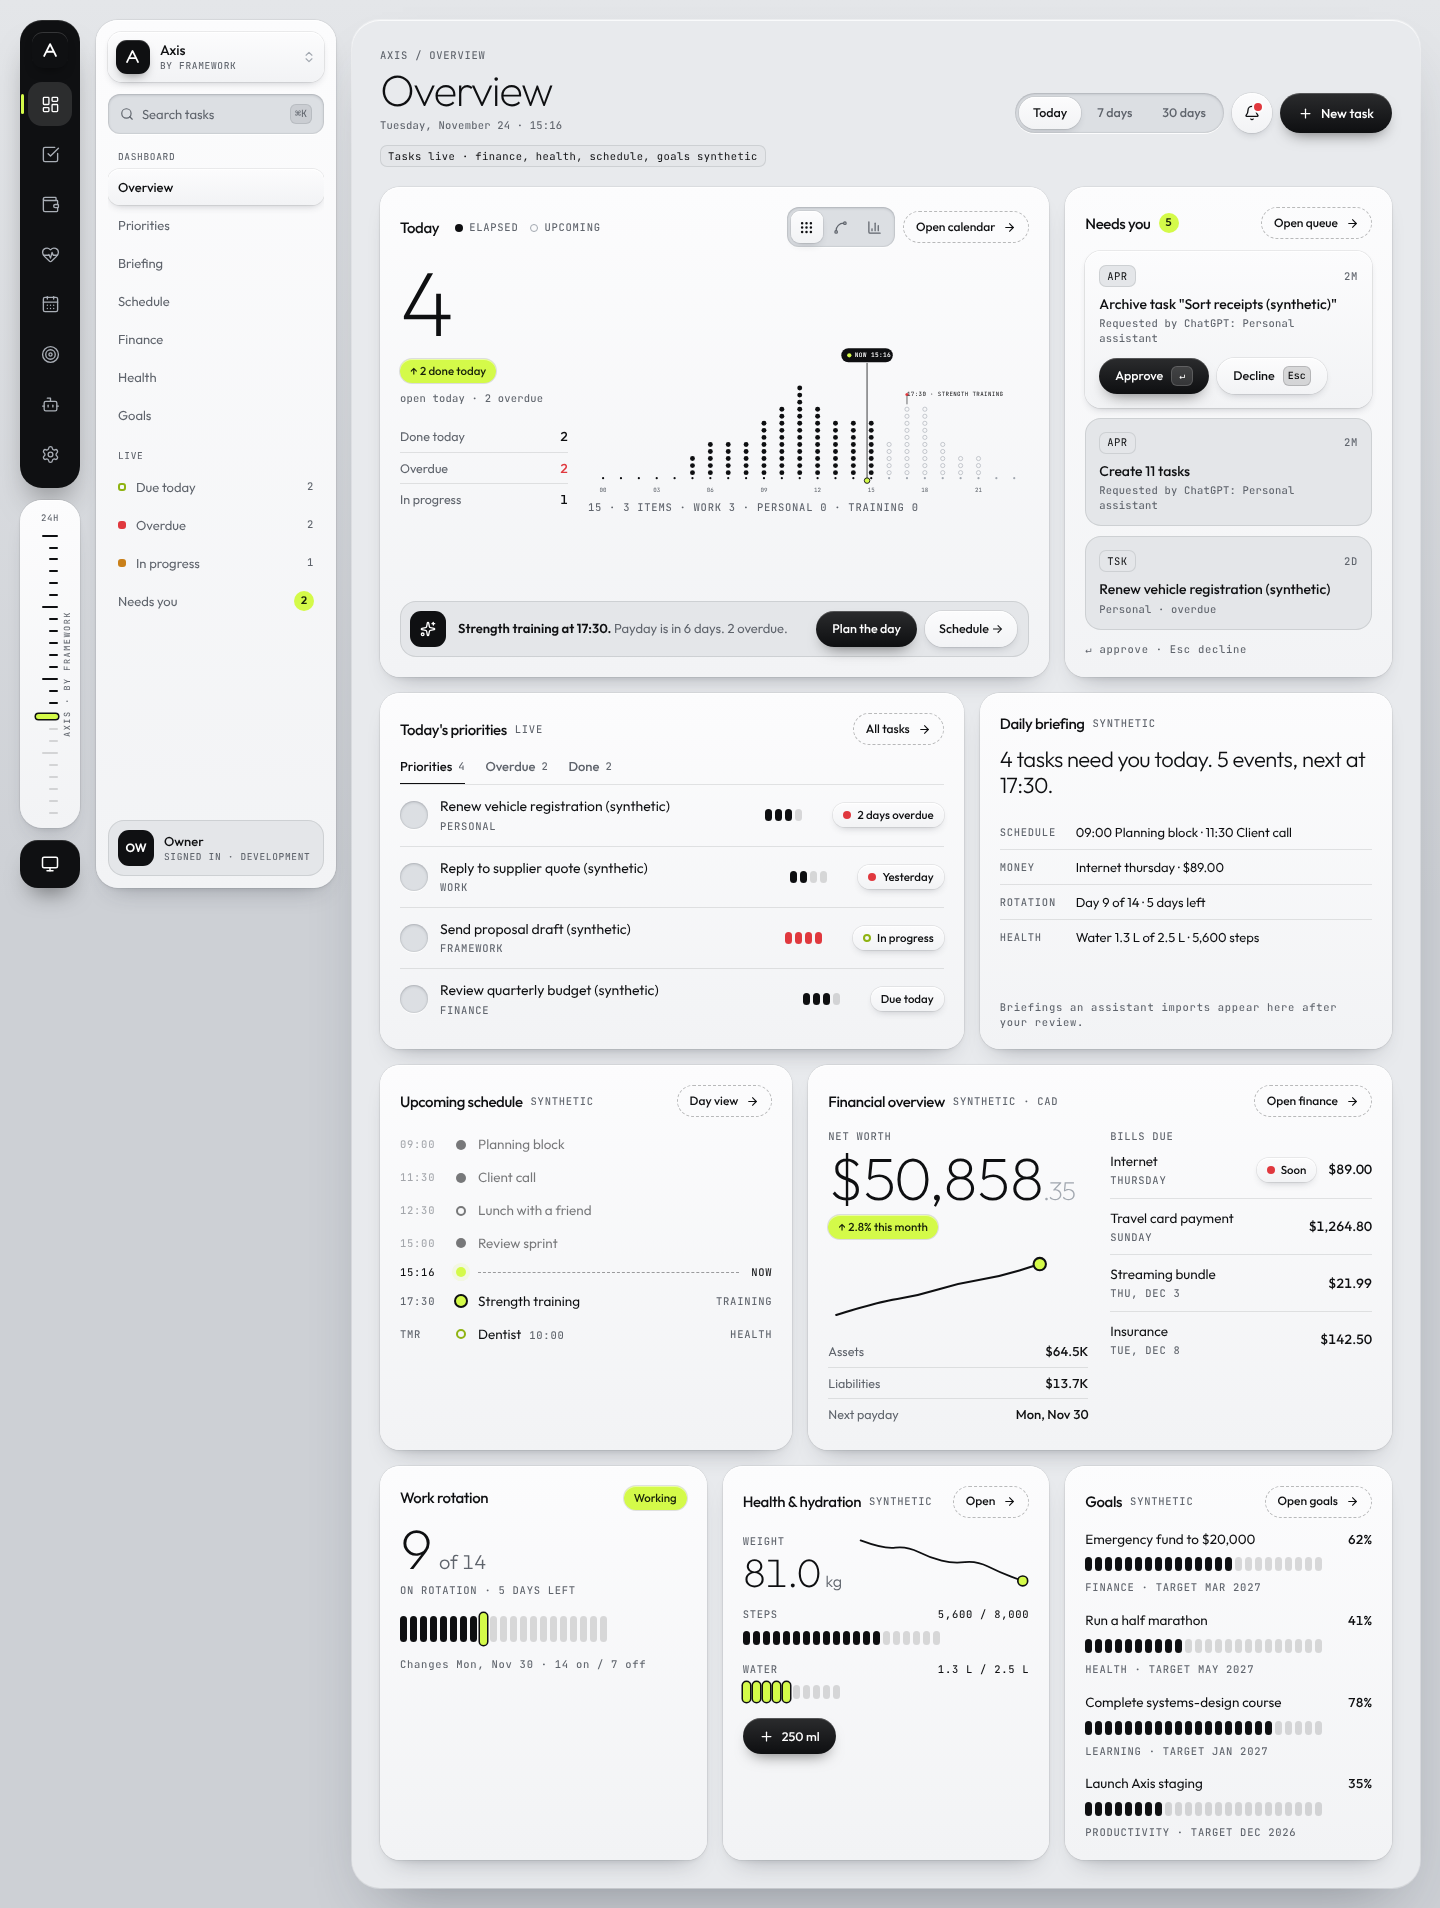 A
Axis
BY FRAMEWORK
Search tasks
⌘K
DASHBOARD
Overview
Priorities
Briefing
Schedule
Finance
Health
Goals
LIVE
Due today 2
Overdue 2
In progress 1
Needs you 2
24H
AXIS · BY FRAMEWORK
OW
Owner
SIGNED IN · DEVELOPMENT
AXIS / OVERVIEW
Overview
Tuesday, November 24 · 15:16
Tasks live · finance, health, schedule, goals synthetic
Today 7 days 30 days
+ New task
Today ELAPSED UPCOMING
Open calendar →
4
↑ 2 done today
open today · 2 overdue
Done today 2
Overdue 2
In progress 1
NOW 15:16
17:30 · STRENGTH TRAINING
00 03 06 09 12 15 18 21
15 · 3 ITEMS · WORK 3 · PERSONAL 0 · TRAINING 0
Strength training at 17:30. Payday is in 6 days. 2 overdue.
Plan the day
Schedule →
Needs you 5
Open queue →
APR 2M
Archive task "Sort receipts (synthetic)"
Requested by ChatGPT: Personal
assistant
Approve ↵
Decline Esc
APR 2M
Create 11 tasks
Requested by ChatGPT: Personal
assistant
TSK 2D
Renew vehicle registration (synthetic)
Personal · overdue
↵ approve · Esc decline
Today's priorities LIVE
All tasks →
Priorities 4 Overdue 2 Done 2
Renew vehicle registration (synthetic)
PERSONAL
2 days overdue
Reply to supplier quote (synthetic)
WORK
Yesterday
Send proposal draft (synthetic)
FRAMEWORK
In progress
Review quarterly budget (synthetic)
FINANCE
Due today
Daily briefing SYNTHETIC
4 tasks need you today. 5 events, next at
17:30.
SCHEDULE 09:00 Planning block · 11:30 Client call
MONEY Internet thursday · $89.00
ROTATION Day 9 of 14 · 5 days left
HEALTH Water 1.3 L of 2.5 L · 5,600 steps
Briefings an assistant imports appear here after
your review.
Upcoming schedule SYNTHETIC
Day view →
09:00 Planning block
11:30 Client call
12:30 Lunch with a friend
15:00 Review sprint
15:16 NOW
17:30 Strength training TRAINING
TMR Dentist 10:00 HEALTH
Financial overview SYNTHETIC · CAD
Open finance →
NET WORTH
$50,858.35
↑ 2.8% this month
Assets $64.5K
Liabilities $13.7K
Next payday Mon, Nov 30
BILLS DUE
Internet
THURSDAY
Soon
$89.00
Travel card payment
SUNDAY
$1,264.80
Streaming bundle
THU, DEC 3
$21.99
Insurance
TUE, DEC 8
$142.50
Work rotation
Working
9 of 14
ON ROTATION · 5 DAYS LEFT
Changes Mon, Nov 30 · 14 on / 7 off
Health & hydration SYNTHETIC
Open →
WEIGHT
81.0 kg
STEPS 5,600 / 8,000
WATER 1.3 L / 2.5 L
+ 250 ml
Goals SYNTHETIC
Open goals →
Emergency fund to $20,000 62%
FINANCE · TARGET MAR 2027
Run a half marathon 41%
HEALTH · TARGET MAY 2027
Complete systems-design course 78%
LEARNING · TARGET JAN 2027
Launch Axis staging 35%
PRODUCTIVITY · TARGET DEC 2026